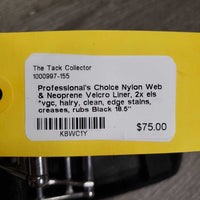 The Tack Collector
1000997-155
Professional's Choice Nylon Web
& Neoprene Velcro Liner, 2x els
*vgc, hairy, clean, edge stains,
creases, rubs Black 18.5"
KBWC1Y
$75.00